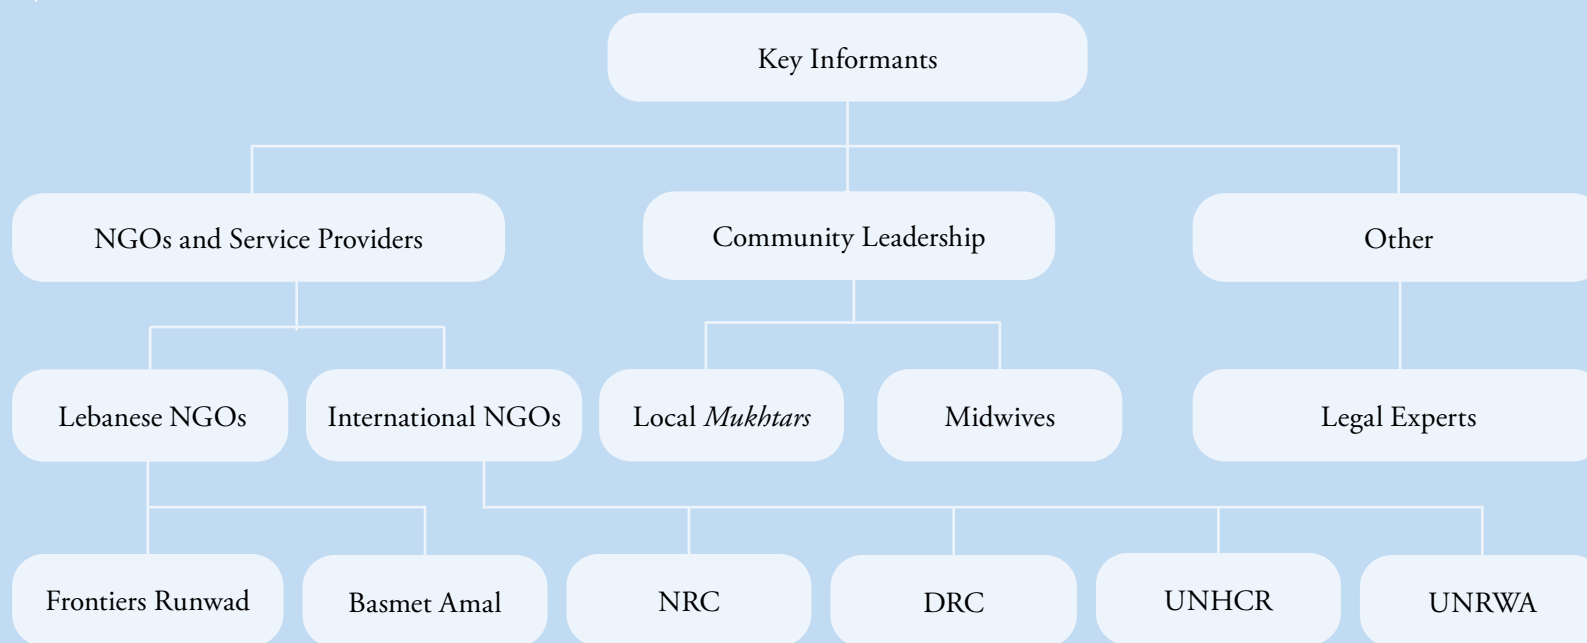 Key Informants
NGOs and Service Providers
Community Leadership
Other
Lebanese NGOs
International NGOs
Local Mukhtars
Midwives
Legal Experts
Frontiers Runwad
Basmet Amal
NRC
DRC
UNHCR
UNRWA